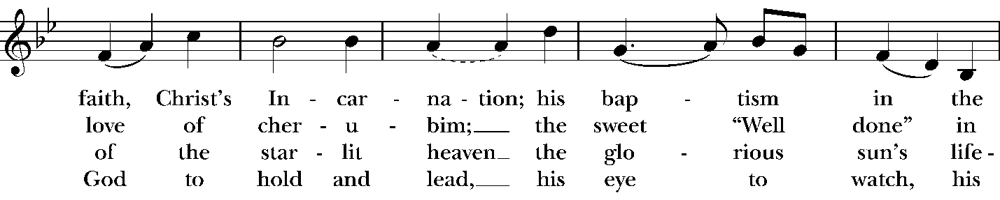 faith, Christ's In - car - na - tion; his bap - tism in the
love of cher - u - bim; the sweet “Well done” in
of the star - lit heaven the glo - rious sun's life -
God to hold and lead, his eye to watch, his